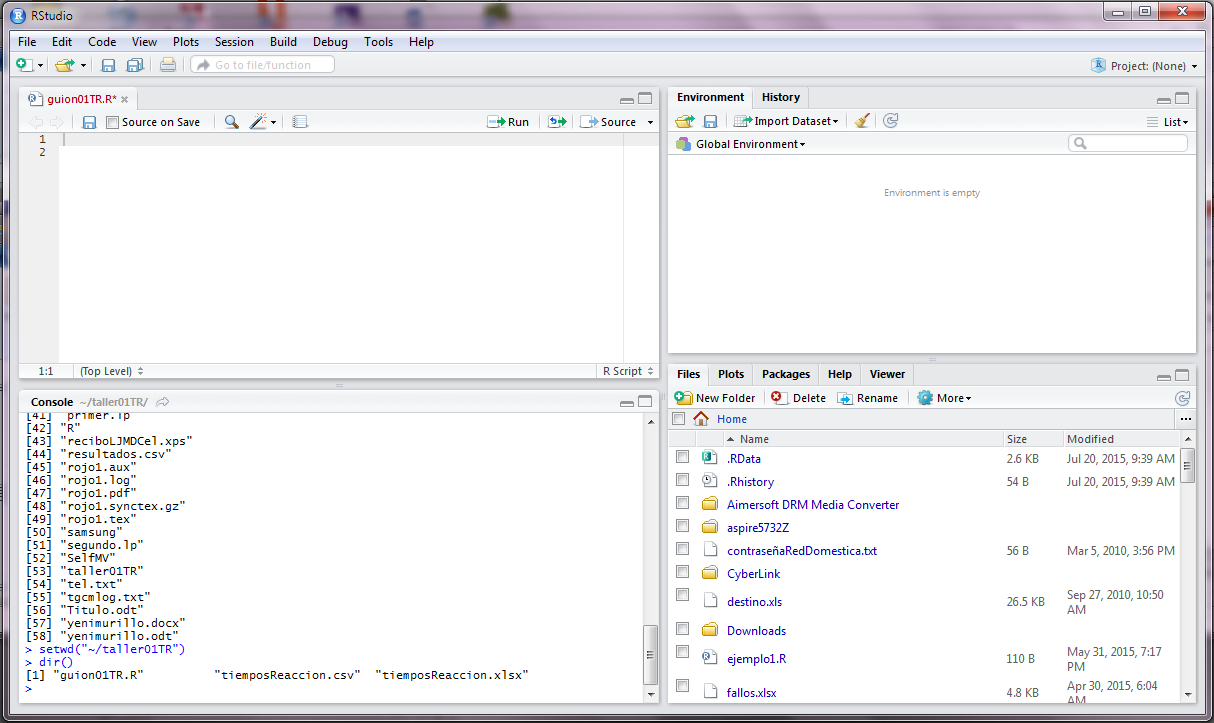 RStudio
File Edit Code View Plots Session Build Debug Tools Help
Go to file/function
Project: (None)
guion01TR.R*
Source on Save Run Source
1
2
1:1 (Top Level) R Script
Console ~/taller01TR/
[41] "primer.lp"
[42] "R"
[43] "reciboLJMDCel.xps"
[44] "resultados.csv"
[45] "rojo1.aux"
[46] "rojo1.log"
[47] "rojo1.pdf"
[48] "rojo1.synctex.gz"
[49] "rojo1.tex"
[50] "samsung"
[51] "segundo.lp"
[52] "SelfMV"
[53] "taller01TR"
[54] "tel.txt"
[55] "tgcmlog.txt"
[56] "Titulo.odt"
[57] "yenimurillo.docx"
[58] "yenimurillo.odt"
> setwd("~/taller01TR")
> dir()
[1] "guion01TR.R" "tiemposReaccion.csv" "tiemposReaccion.xlsx"
>
Environment History
Import Dataset List
Global Environment
Environment is empty
Files Plots Packages Help Viewer
New Folder Delete Rename More
Home ...
Name Size Modified
.RData 2.6 KB Jul 20, 2015, 9:39 AM
.Rhistory 54 B Jul 20, 2015, 9:39 AM
Aimersoft DRM Media Converter
aspire5732Z
contraseñaRedDomestica.txt 56 B Mar 5, 2010, 3:56 PM
CyberLink
destino.xls 26.5 KB Sep 27, 2010, 10:50 AM
Downloads
ejemplo1.R 110 B May 31, 2015, 7:17 PM
fallos.xlsx 4.8 KB Apr 30, 2015, 6:04 AM